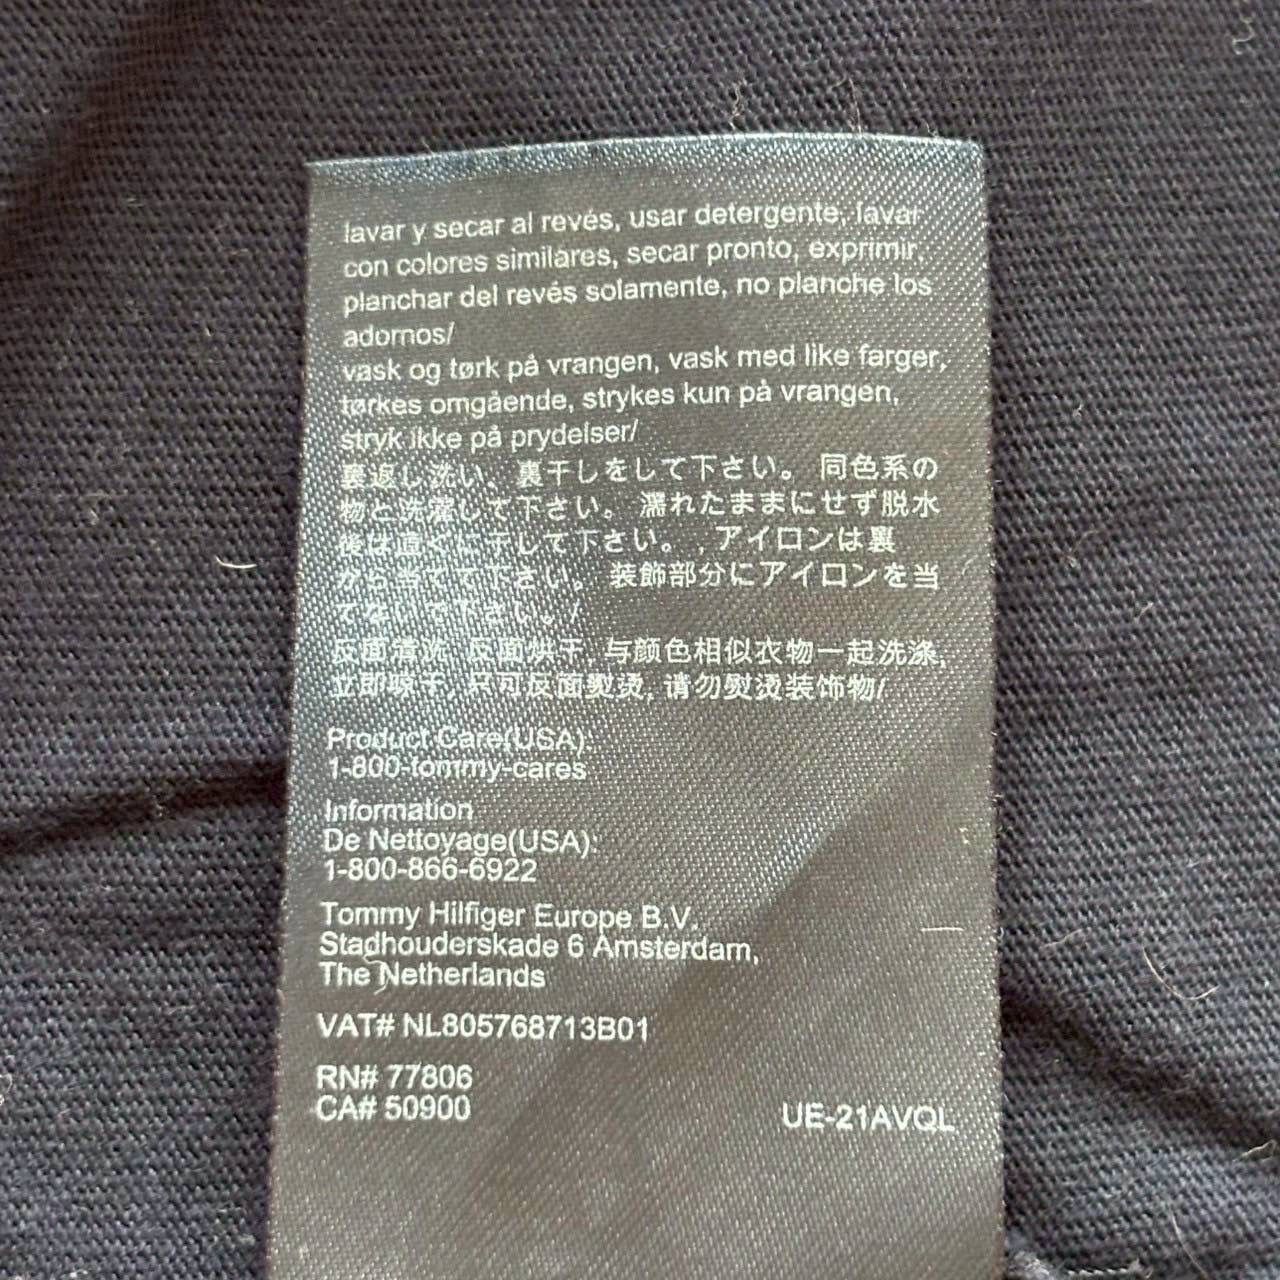 lavar y secar al revés, usar detergente, lavar
con colores similares, secar pronto, exprimir,
planchar del revés solamente, no planche los
adornos/
vask og tørk på vrangen, vask med like farger,
tørkes omgående, strykes kun på vrangen,
stryk ikke på prydelser/
裏返し洗い、裏干しをして下さい。 同色系の
物と洗濯して下さい。 濡れたままにせず脱水
後は直ぐに干して下さい。 , アイロンは裏
から当てて下さい。 装飾部分にアイロンを当
てないで下さい。/
反面清洗, 反面烘干, 与颜色相似衣物一起洗涤,
立即晾干, 只可反面熨烫, 请勿熨烫装饰物/
Product Care(USA):
1-800-tommy-cares
Information
De Nettoyage(USA):
1-800-866-6922
Tommy Hilfiger Europe B.V.
Stadhouderskade 6 Amsterdam,
The Netherlands
VAT# NL805768713B01
RN# 77806
CA# 50900
UE-21AVQL